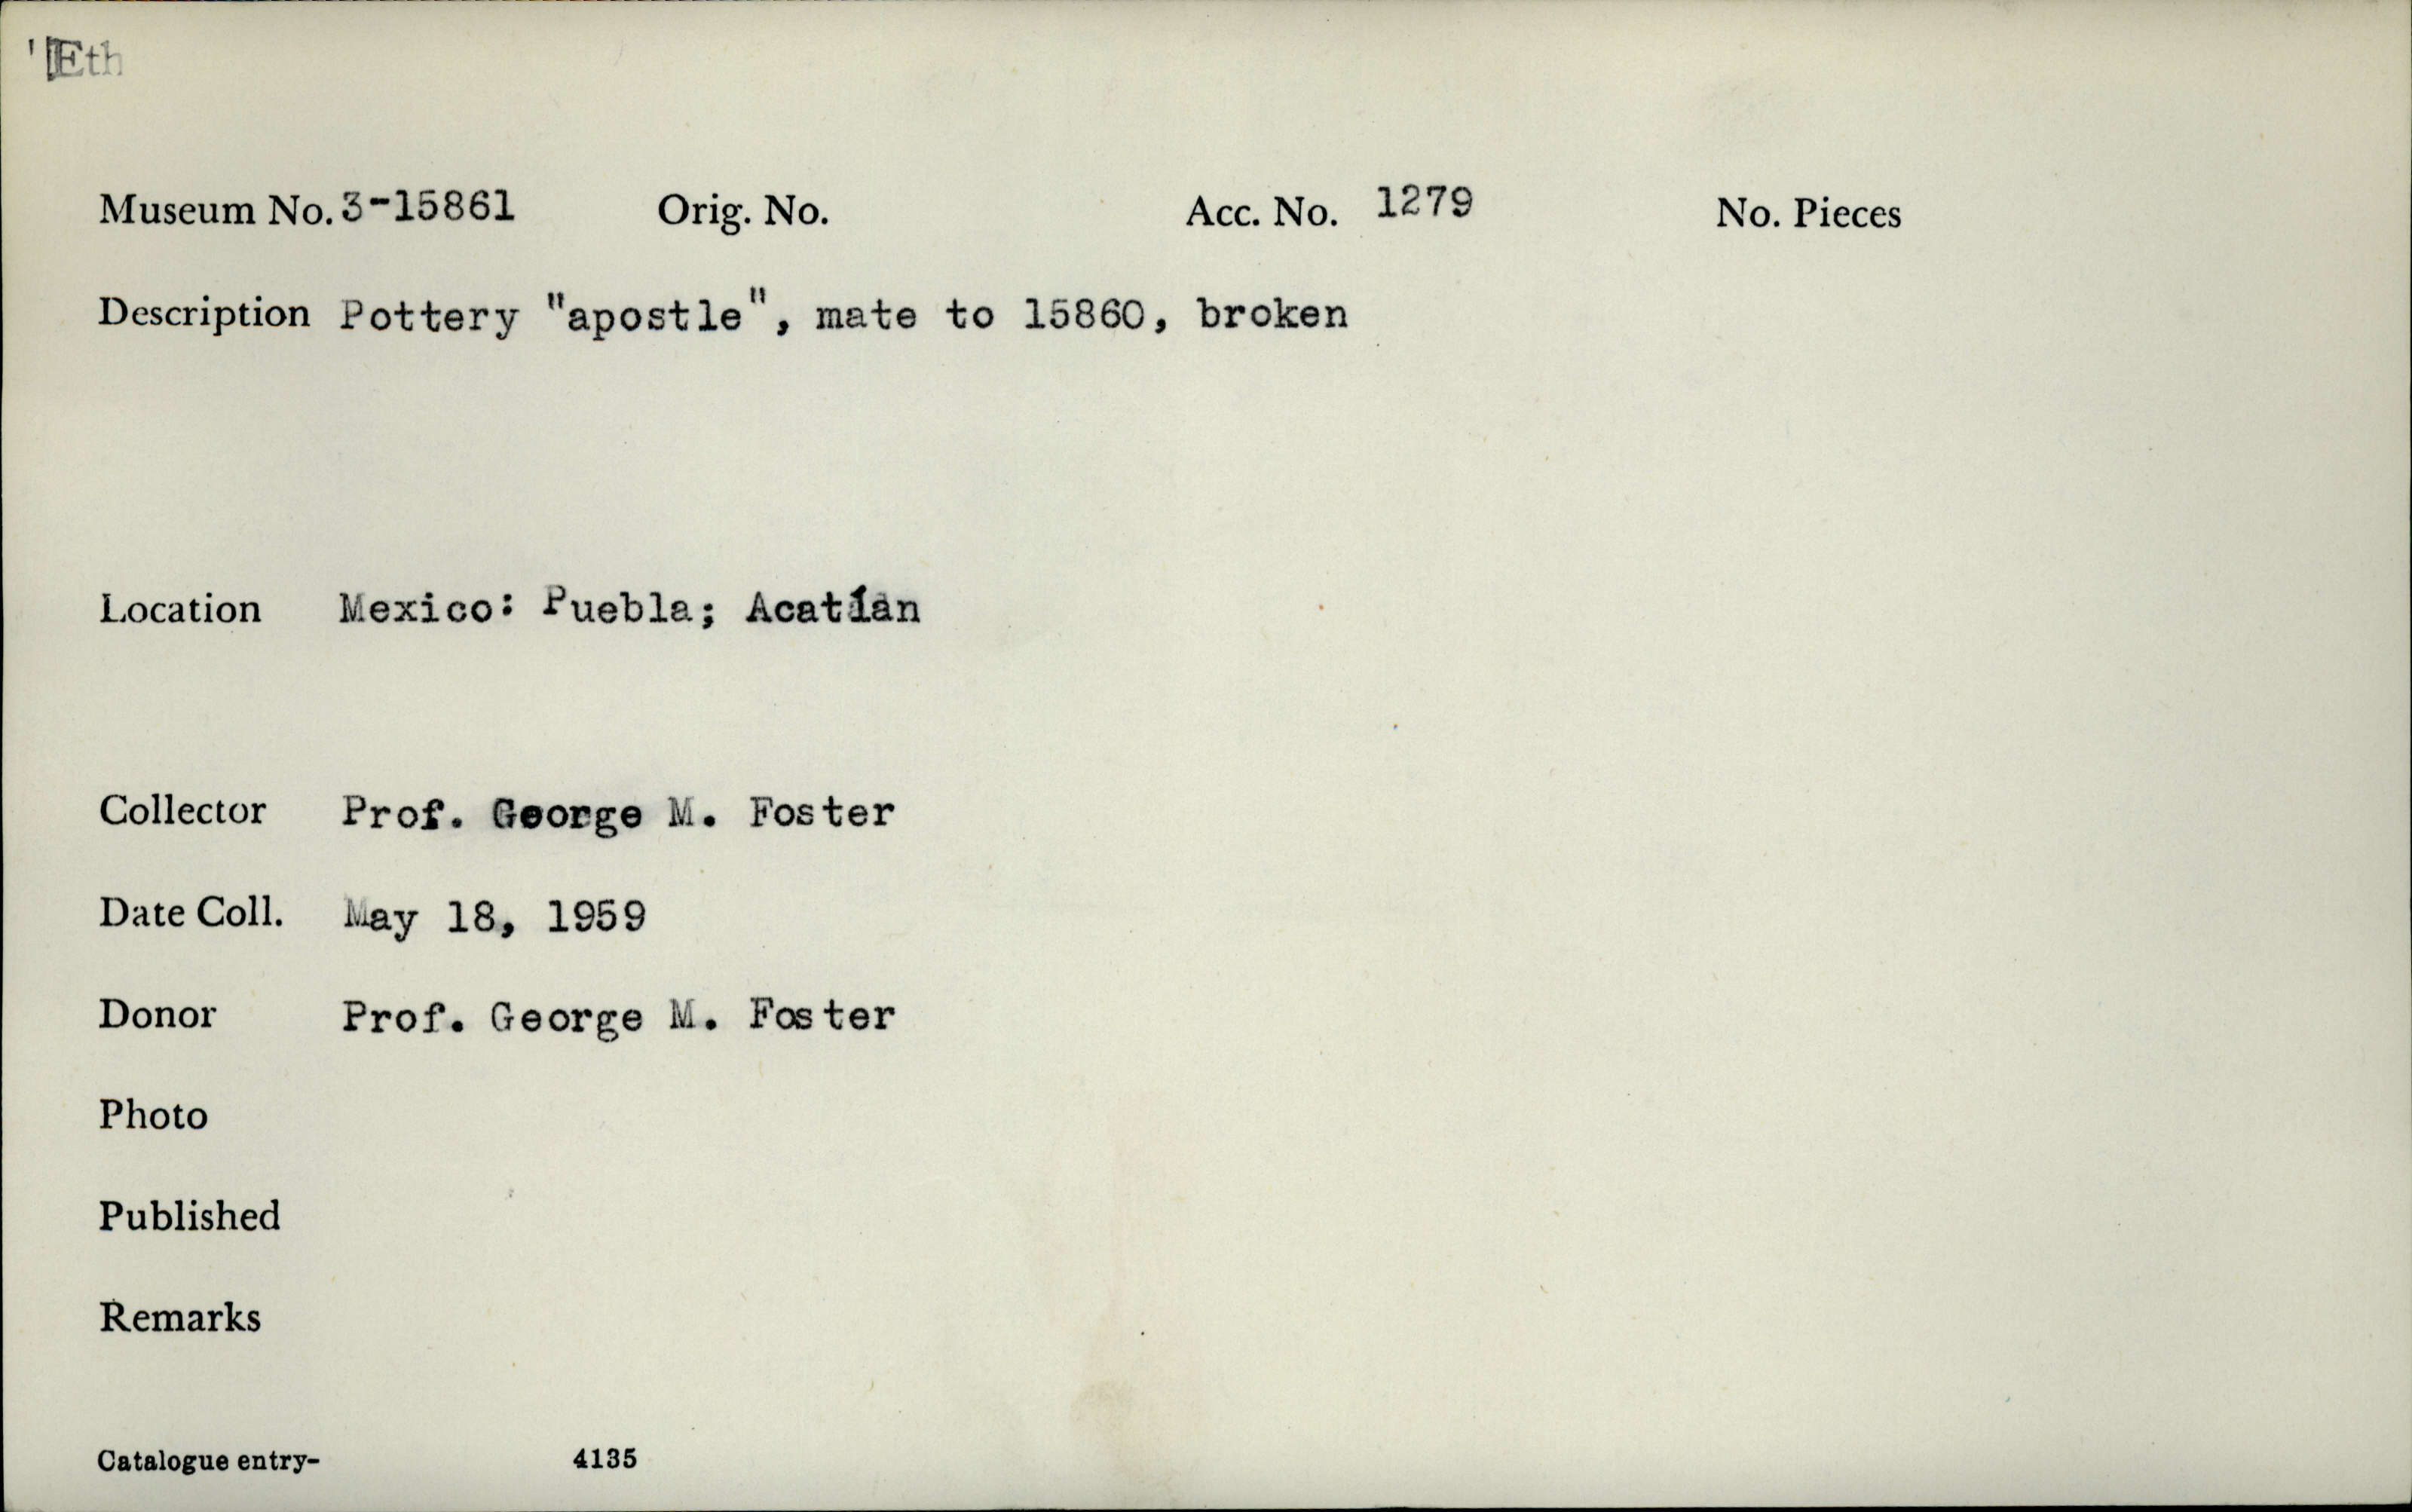 Eth
Museum No. 3-15861 Orig. No. Acc. No. 1279 No. Pieces
Description Pottery "apostle", mate to 15860, broken
Location Mexico: Puebla; Acatlán
Collector Prof. George M. Foster
Date Coll. May 18, 1959
Donor Prof. George M. Foster
Photo
Published
Remarks
Catalogue entry- 4135